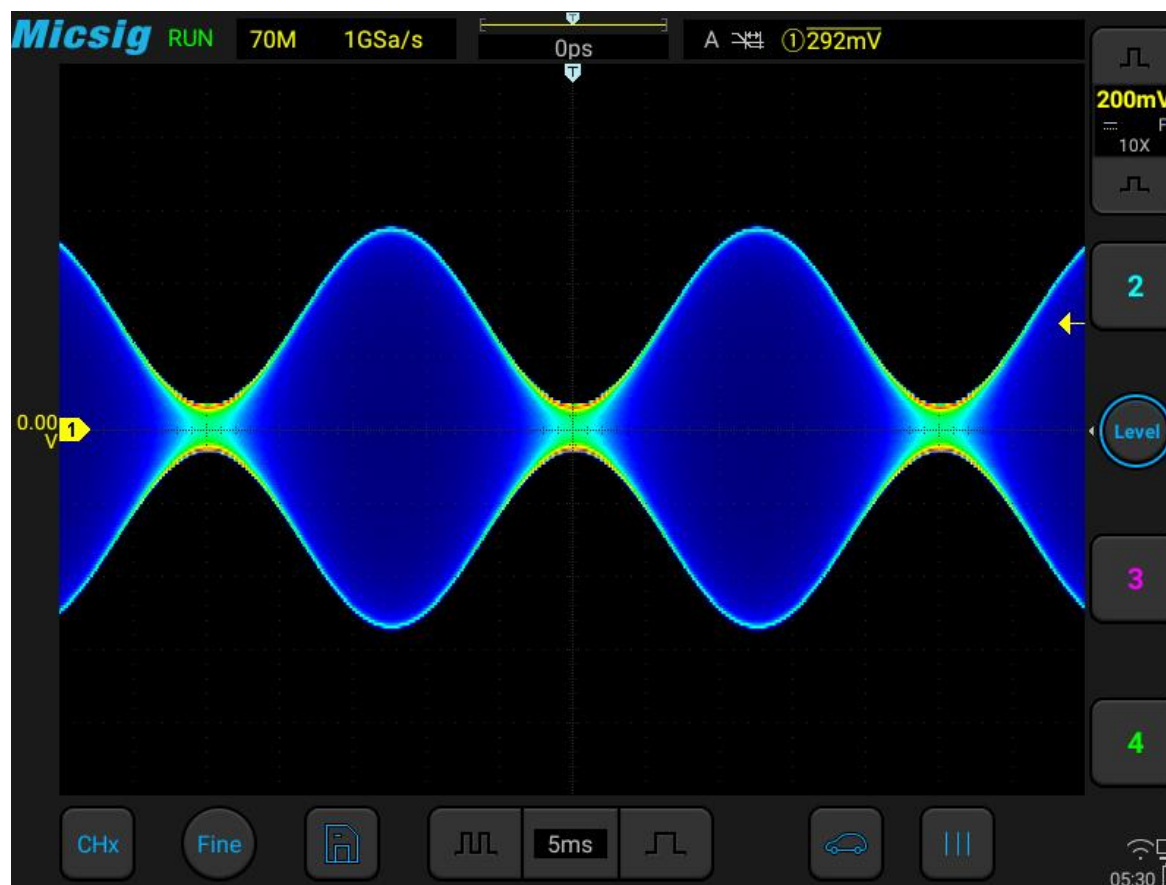 Micsig RUN 70M 1GSa/s T 0ps A ①292mV
T
200mV
10X
2
0.00 V 1
Level
3
4
CHx Fine 5ms
05:30